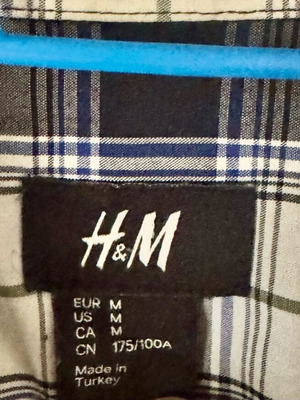 H&M
EUR M
US M
CA M
CN 175/100A
Made in
Turkey